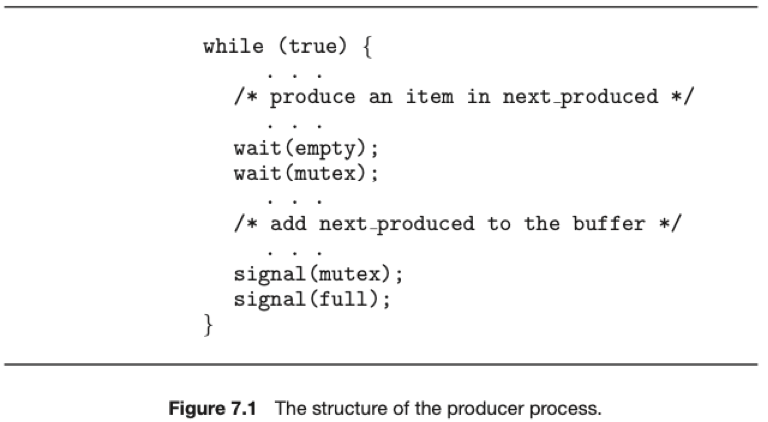 while (true) {
. . .
/* produce an item in next_produced */
. . .
wait(empty);
wait(mutex);
. . .
/* add next_produced to the buffer */
. . .
signal(mutex);
signal(full);
}
Figure 7.1 The structure of the producer process.